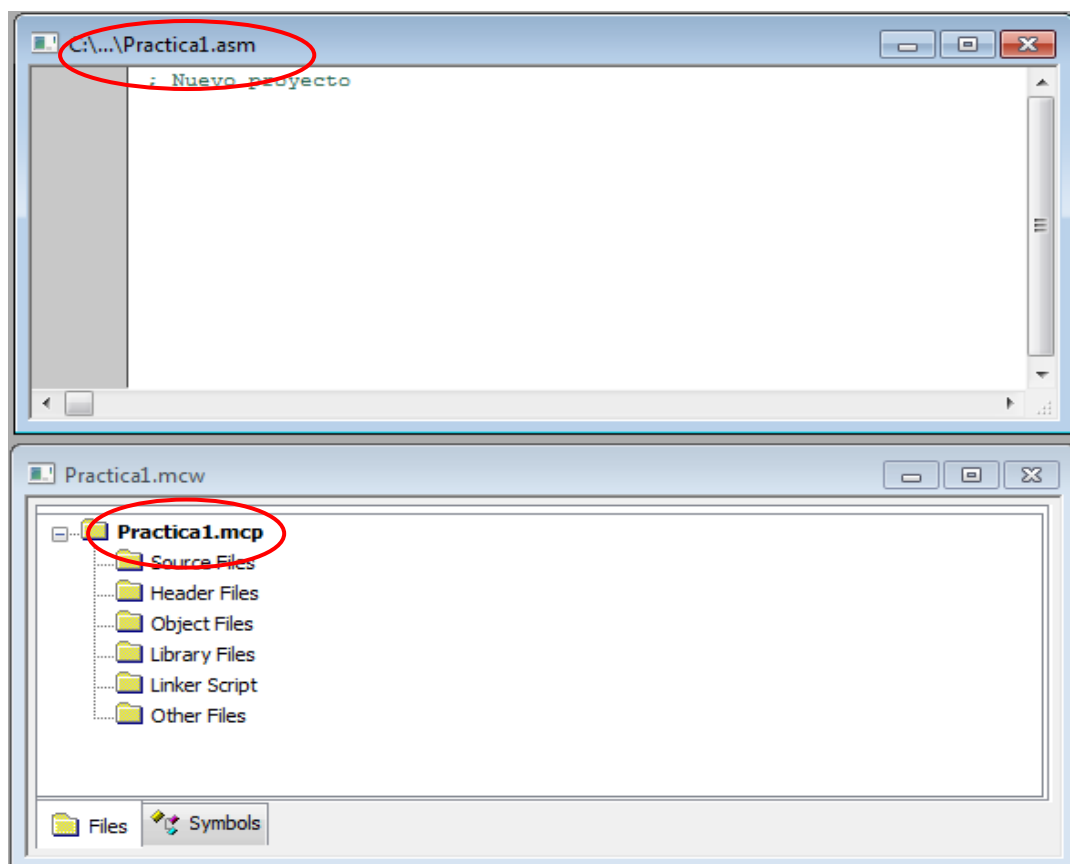 C:\...\Practica1.asm
; Nuevo proyecto
Practica1.mcw
Practica1.mcp
Source Files
Header Files
Object Files
Library Files
Linker Script
Other Files
Files Symbols